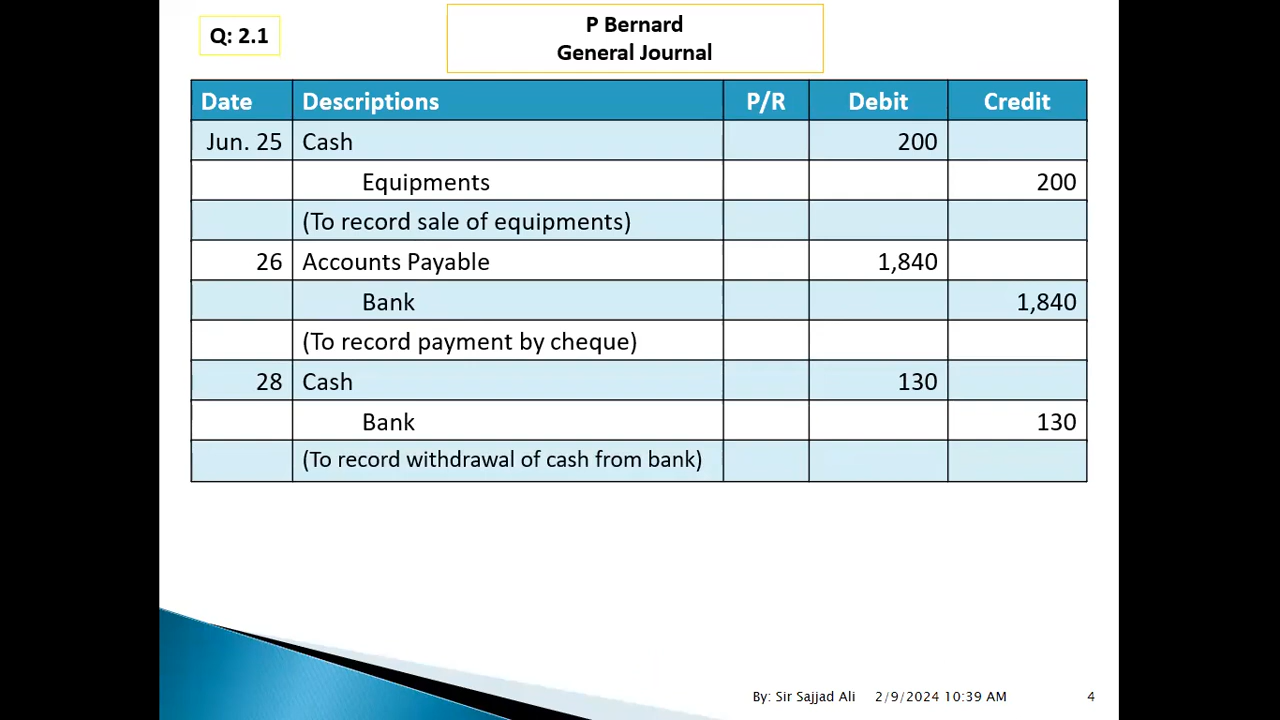 Q: 2.1
P Bernard
General Journal
Date Descriptions P/R Debit Credit
Jun. 25 Cash 200
Equipments 200
(To record sale of equipments)
26 Accounts Payable 1,840
Bank 1,840
(To record payment by cheque)
28 Cash 130
Bank 130
(To record withdrawal of cash from bank)
By: Sir Sajjad Ali 2/9/2024 10:39 AM 4